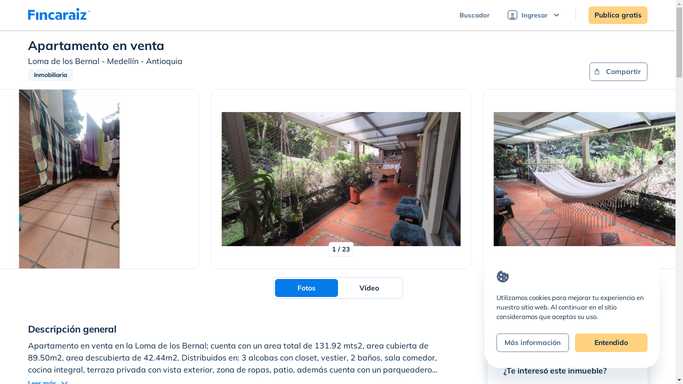 Fincaraiz
Buscador
Ingresar
Publica gratis
Apartamento en venta
Loma de los Bernal - Medellín - Antioquia
Inmobiliaria
Compartir
1 / 23
Fotos
Video
Descripción general
Apartamento en venta en la Loma de los Bernal; cuenta con un area total de 131.92 mts2, area cubierta de
89.50m2, area descubierta de 42.44m2. Distribuidos en: 3 alcobas con closet, vestier, 2 baños, sala comedor,
cocina integral, terraza privada con vista exterior, zona de ropas, patio, además cuenta con un parqueadero...
Leer más
Utilizamos cookies para mejorar tu experiencia en
nuestro sitio web. Al continuar en el sitio
consideramos que aceptas su uso.
Más información
Entendido
¿Te interesó este inmueble?